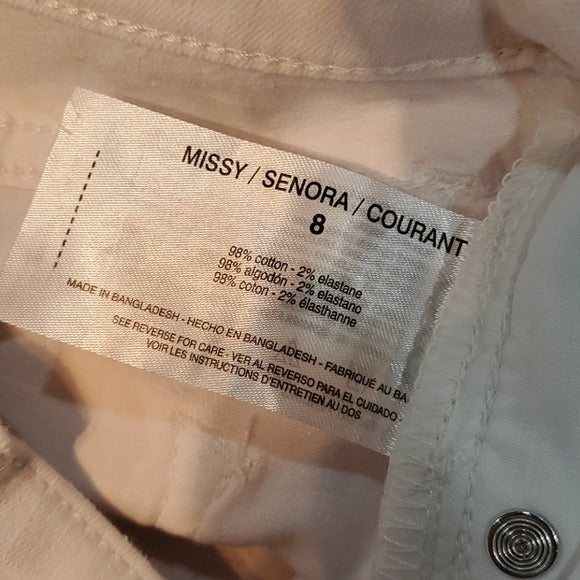 MISSY / SENORA / COURANT
8
98% cotton - 2% elastane
98% algodón - 2% elastano
98% coton - 2% élasthanne
MADE IN BANGLADESH - HECHO EN BANGLADESH - FABRIQUÉ AU BA
SEE REVERSE FOR CARE - VER AL REVERSO PARA EL CUIDADO -
VOIR LES INSTRUCTIONS D'ENTRETIEN AU DOS